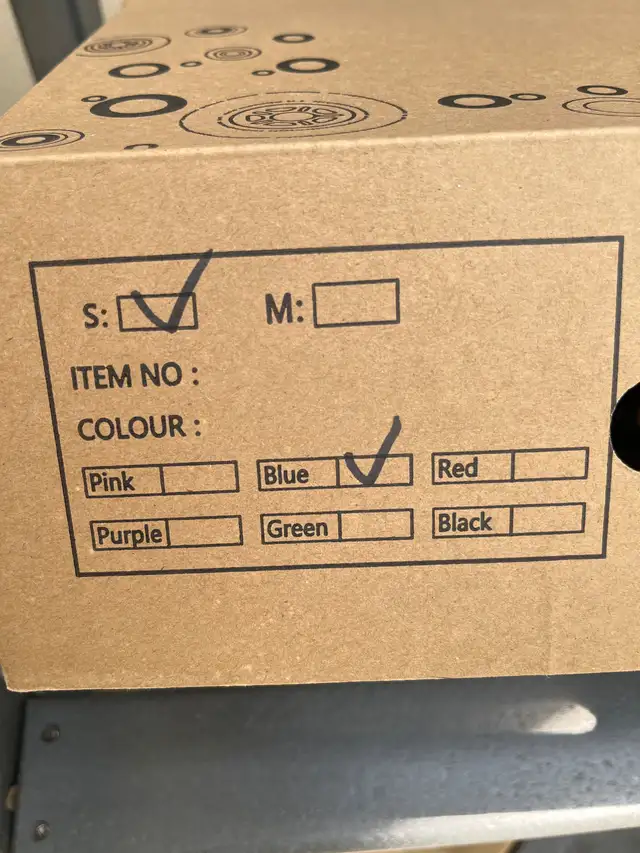 S: ✓ M:
ITEM NO :
COLOUR :
Pink Blue ✓ Red
Purple Green Black